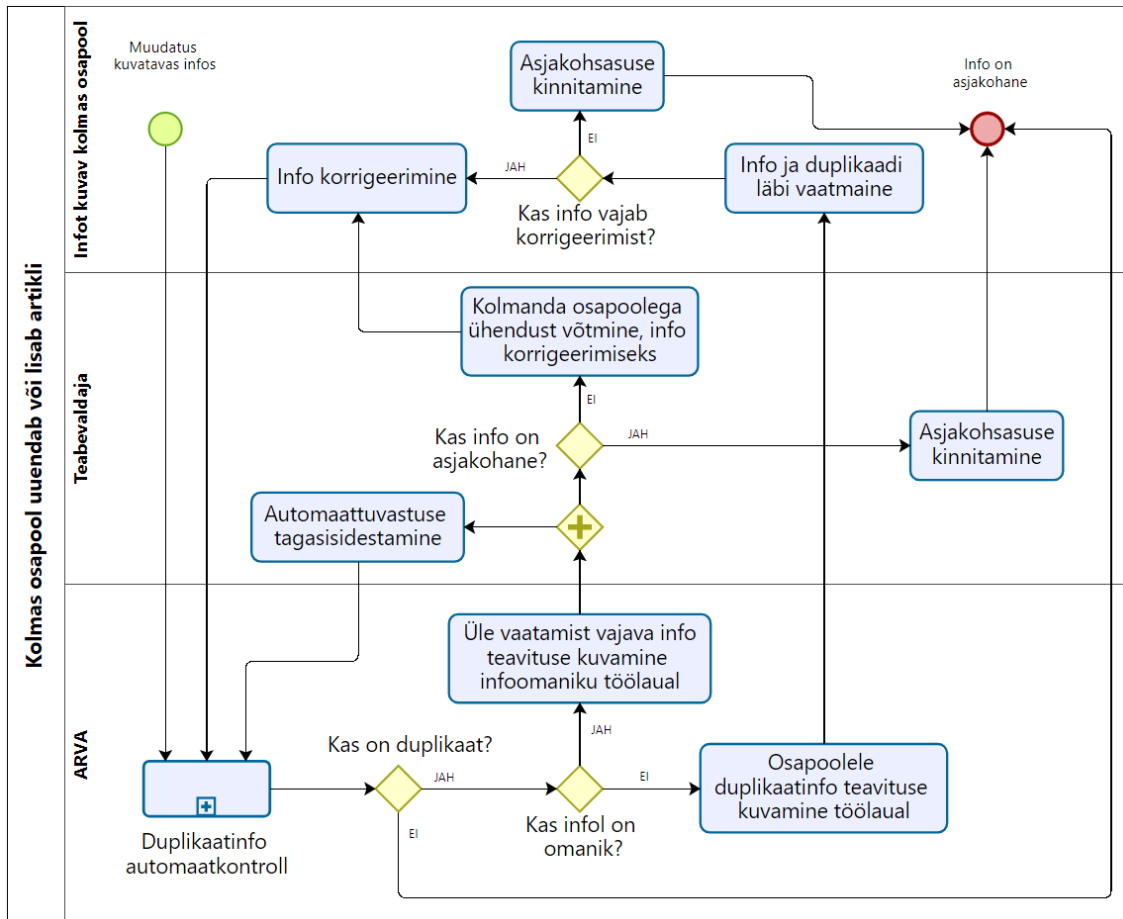 Kolmas osapool uuendab või lisab artikli
Infot kuvav kolmas osapool
Muudatus
kuvatavas infos
Asjakohsasuse
kinnitamine
Info on
asjakohane
EI
Info korrigeerimine
JAH
Info ja duplikaadi
läbi vaatmaine
Kas info vajab
korrigeerimist?
Teabevaldaja
Kolmanda osapoolega
ühendust võtmine, info
korrigeerimiseks
EI
Kas info on
asjakohane?
JAH
Asjakohsasuse
kinnitamine
Automaattuvastuse
tagasisidestamine
ARVA
Üle vaatamist vajava info
teavituse kuvamine
infoomaniku töölaual
JAH
Kas on duplikaat?
JAH
EI
Osapoolele
duplikaatinfo teavituse
kuvamine töölaual
EI
Kas infol on
omanik?
Duplikaatinfo
automaatkontroll